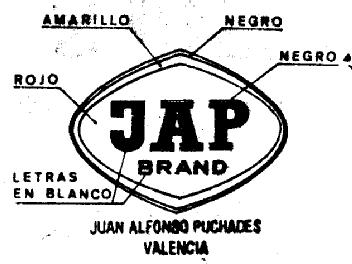 AMARILLO
NEGRO
NEGRO
ROJO
JAP
BRAND
LETRAS
EN BLANCO
JUAN ALFONSO PUCHADES
VALENCIA